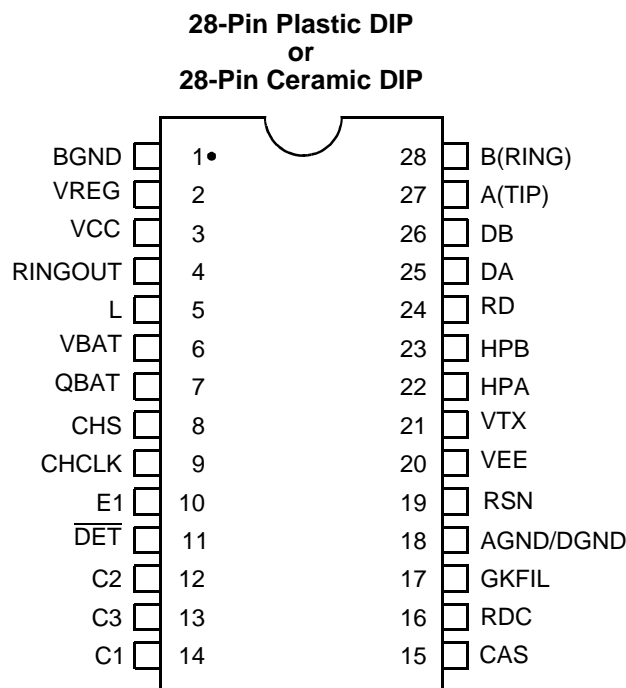 28-Pin Plastic DIP
or
28-Pin Ceramic DIP
BGND 1 28 B(RING)
VREG 2 27 A(TIP)
VCC 3 26 DB
RINGOUT 4 25 DA
L 5 24 RD
VBAT 6 23 HPB
QBAT 7 22 HPA
CHS 8 21 VTX
CHCLK 9 20 VEE
E1 10 19 RSN
D̅E̅T̅ 11 18 AGND/DGND
C2 12 17 GKFIL
C3 13 16 RDC
C1 14 15 CAS